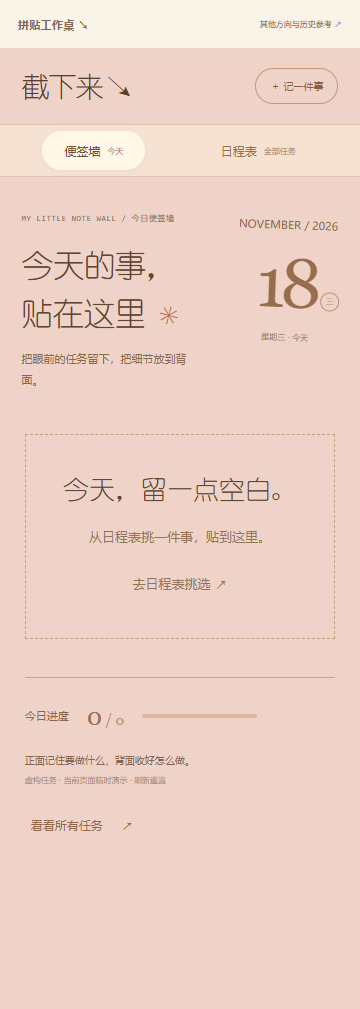 拼贴工作桌 ↘
其他方向与历史参考 ↗
截下来↘
+ 记一件事
便签墙 今天
日程表 全部任务
MY LITTLE NOTE WALL / 今日便签墙
NOVEMBER / 2026
今天的事，
贴在这里 ✳
18
星期三 · 今天
把眼前的任务留下，把细节放到背
面。
今天，留一点空白。
从日程表挑一件事，贴到这里。
去日程表挑选 ↗
今日进度 0 / 0
正面记住要做什么，背面收好怎么做。
虚构任务 · 当前页面临时演示 · 刷新重置
看看所有任务 ↗